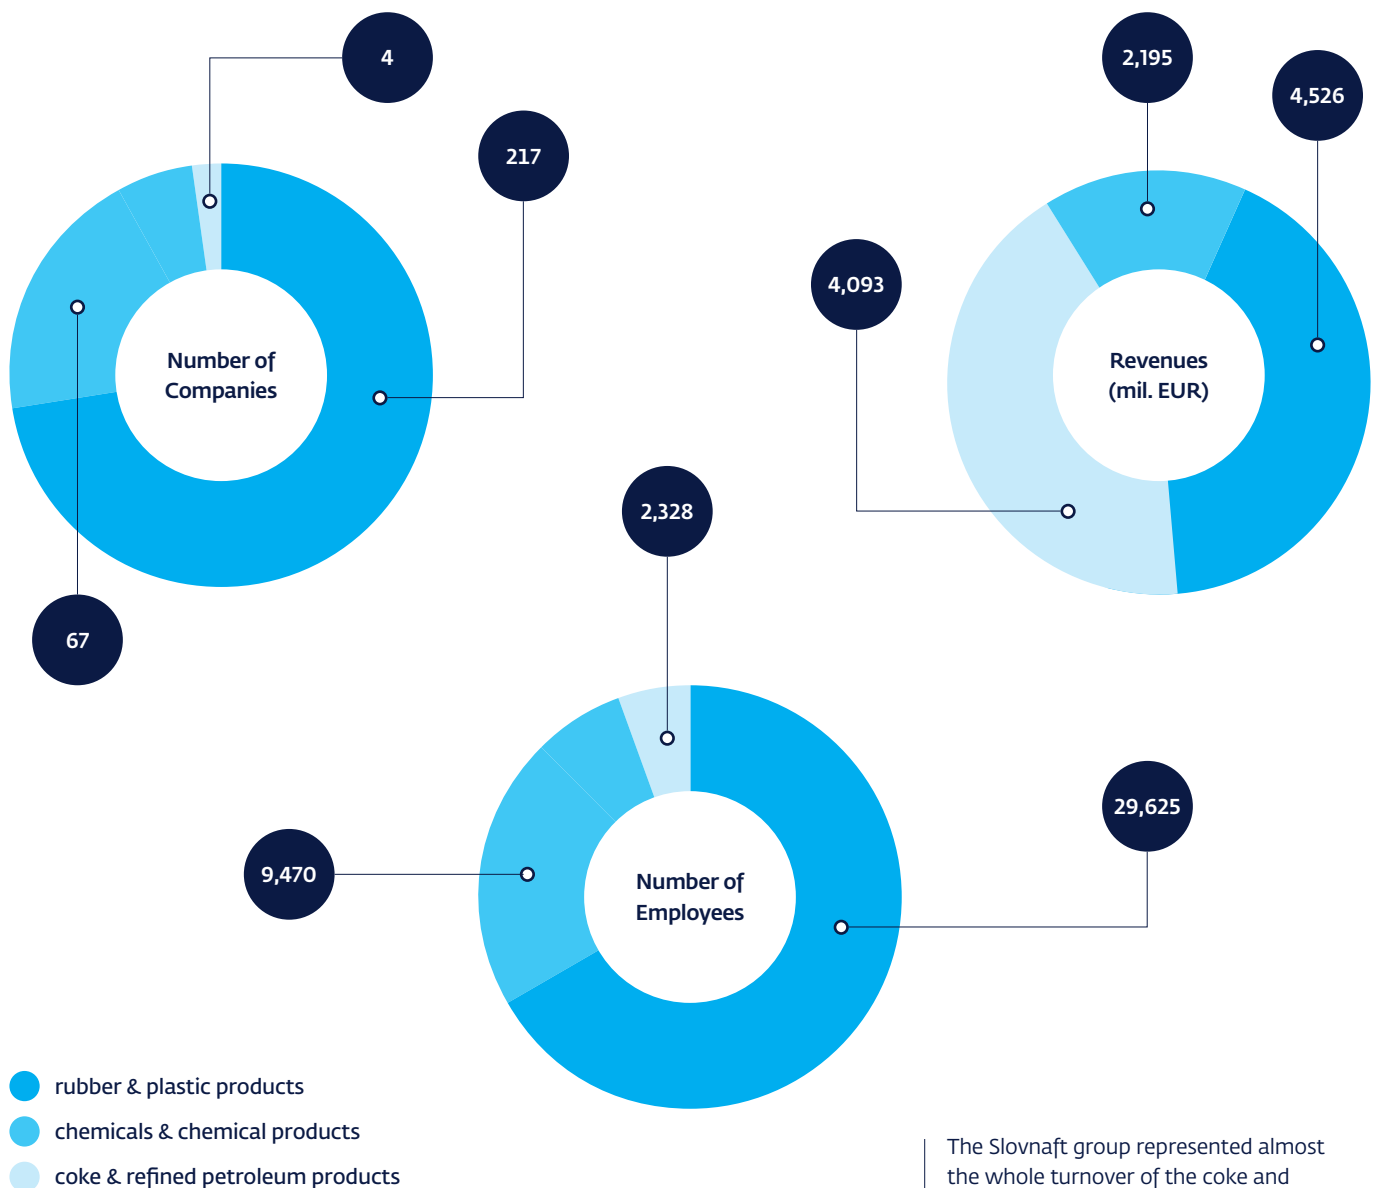 4
217
Number of
Companies
67
2,195
4,526
4,093
Revenues
(mil. EUR)
2,328
9,470
Number of
Employees
29,625
rubber & plastic products
chemicals & chemical products
coke & refined petroleum products
The Slovnaft group represented almost
the whole turnover of the coke and